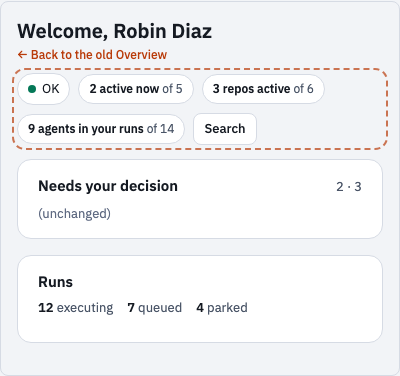 Welcome, Robin Diaz
← Back to the old Overview
OK
2 active now of 5
3 repos active of 6
9 agents in your runs of 14
Search
Needs your decision
2 · 3
(unchanged)
Runs
12 executing 7 queued 4 parked